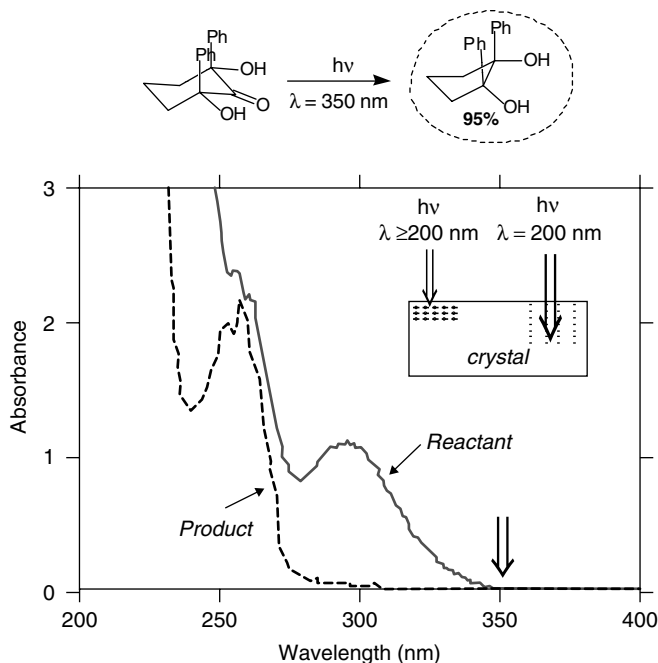 Ph
Ph
OH
OH
O
hν
λ = 350 nm
Ph
Ph
OH
OH
95%
3
2
1
0
Absorbance
hν
λ ≥200 nm
hν
λ = 200 nm
crystal
Reactant
Product
200
250
300
350
400
Wavelength (nm)